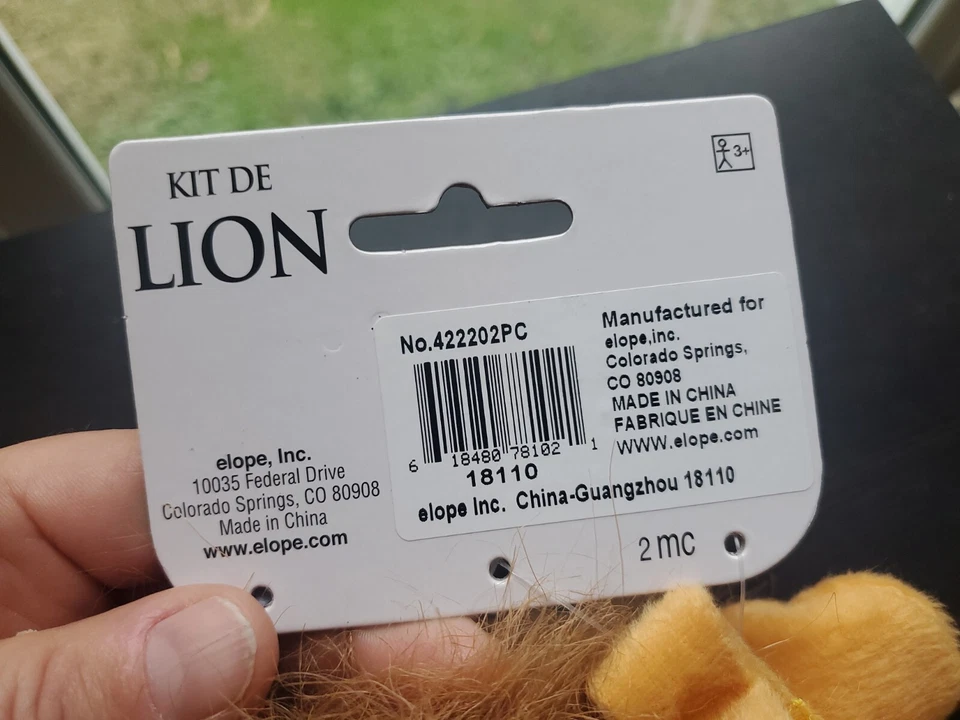 KIT DE
LION
3+
No.422202PC
6 18480 78102 1
18110
Manufactured for
elope,inc.
Colorado Springs,
CO 80908
MADE IN CHINA
FABRIQUE EN CHINE
WWW.elope.com
elope Inc. China-Guangzhou 18110
elope, Inc.
10035 Federal Drive
Colorado Springs, CO 80908
Made in China
www.elope.com
2 mc